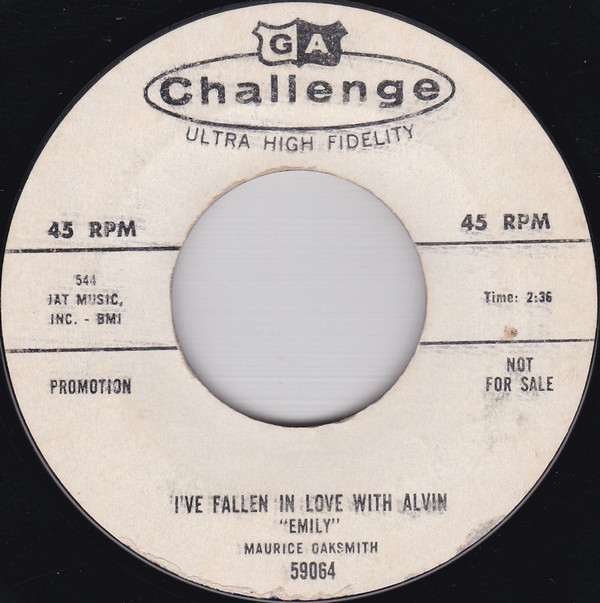 GA
Challenge
ULTRA HIGH FIDELITY
45 RPM
45 RPM
544
JAT MUSIC,
INC. - BMI
Time: 2:36
PROMOTION
NOT
FOR SALE
I'VE FALLEN IN LOVE WITH ALVIN
"EMILY"
MAURICE OAKSMITH
59064